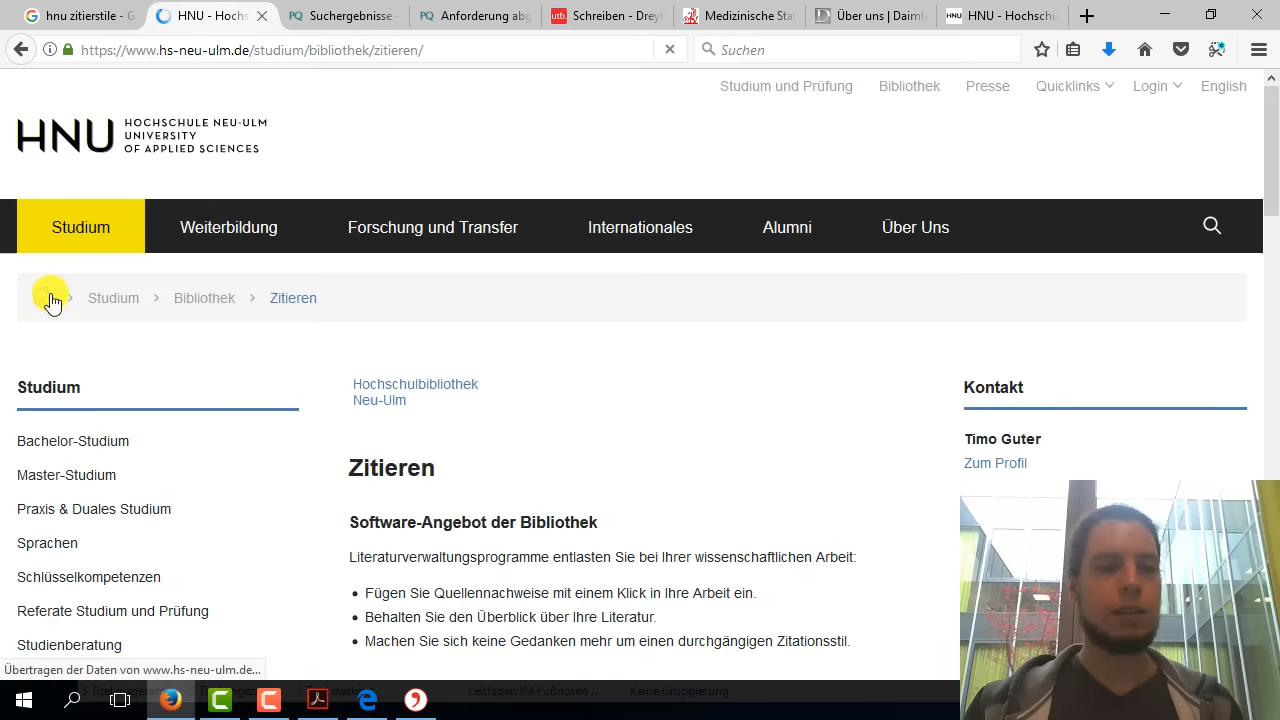 hnu zitierstile - G
HNU - Hochs
Suchergebnisse -
Anforderung abg
utb. Schreiben - Dreyf
Medizinische Stat
Über uns | Daiml
HNU HNU - Hochschu
https://www.hs-neu-ulm.de/studium/bibliothek/zitieren/
Suchen
Studium und Prüfung Bibliothek Presse Quicklinks Login English
HNU
HOCHSCHULE NEU-ULM
UNIVERSITY
OF APPLIED SCIENCES
Studium Weiterbildung Forschung und Transfer Internationales Alumni Über Uns
Studium > Bibliothek > Zitieren
Studium
Bachelor-Studium
Master-Studium
Praxis & Duales Studium
Sprachen
Schlüsselkompetenzen
Referate Studium und Prüfung
Studienberatung
Hochschulbibliothek
Neu-Ulm
Zitieren
Software-Angebot der Bibliothek
Literaturverwaltungsprogramme entlasten Sie bei Ihrer wissenschaftlichen Arbeit:
Fügen Sie Quellennachweise mit einem Klick in Ihre Arbeit ein.
Behalten Sie den Überblick über Ihre Literatur.
Machen Sie sich keine Gedanken mehr um einen durchgängigen Zitationsstil.
Kontakt
Timo Guter
Zum Profil
Übertragen der Daten von www.hs-neu-ulm.de...
Leitfaden IM Fußnoten ...
Keine Gruppierung